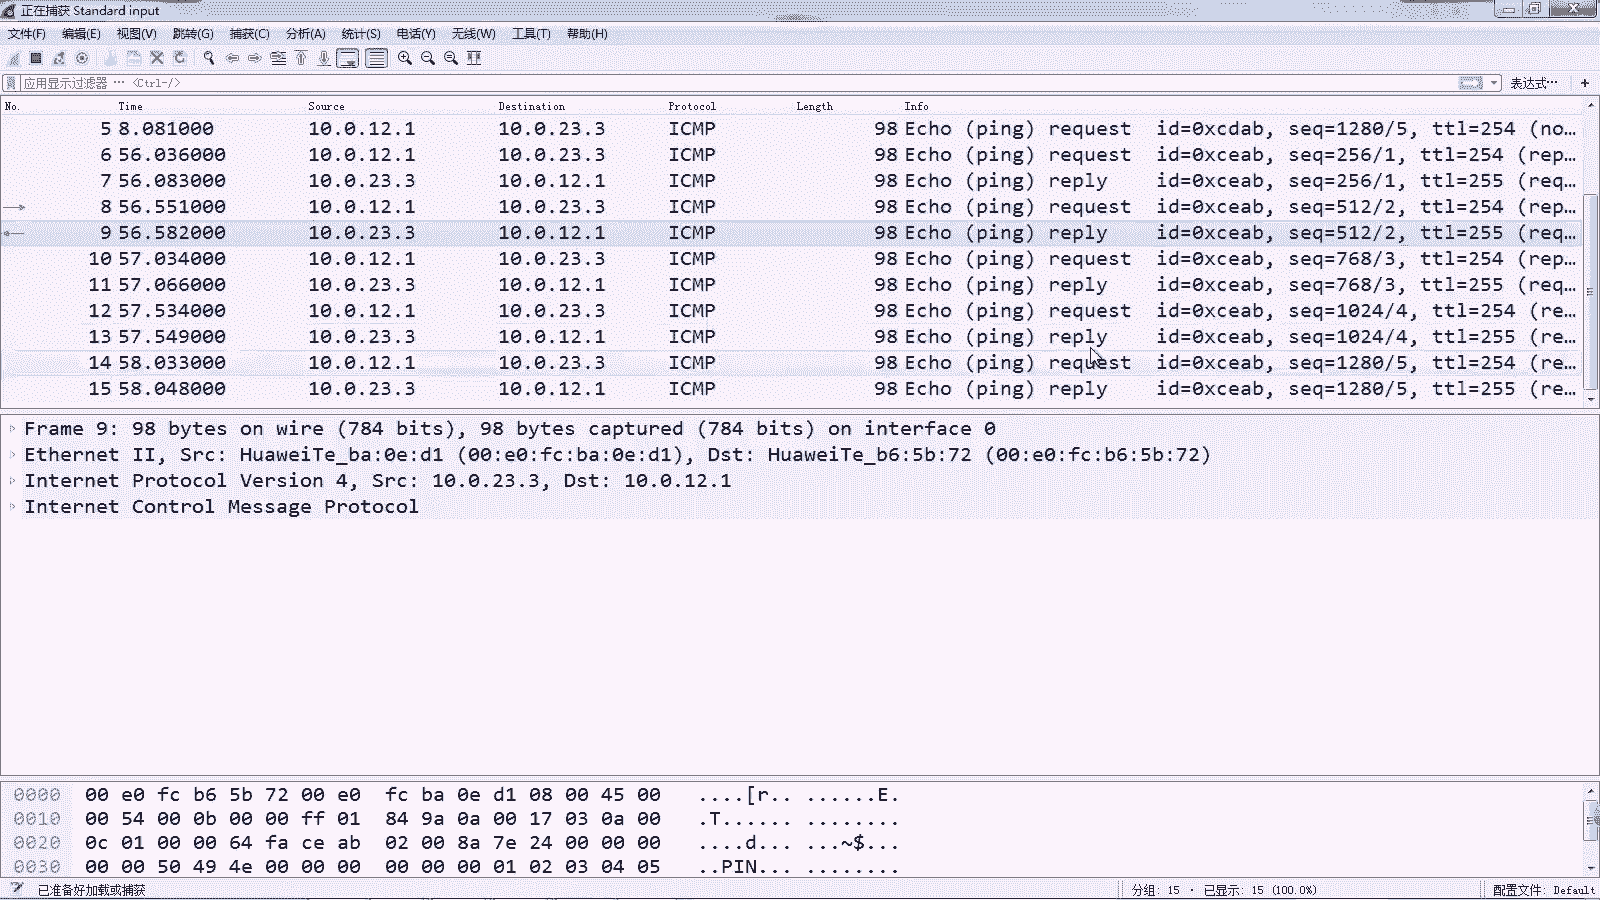 正在捕获 Standard input
文件(F) 编辑(E) 视图(V) 跳转(G) 捕获(C) 分析(A) 统计(S) 电话(Y) 无线(W) 工具(T) 帮助(H)
应用显示过滤器 … <Ctrl-/> 表达式… +
No. Time Source Destination Protocol Length Info
5 8.081000 10.0.12.1 10.0.23.3 ICMP 98 Echo (ping) request id=0xcdab, seq=1280/5, ttl=254 (no…
6 56.036000 10.0.12.1 10.0.23.3 ICMP 98 Echo (ping) request id=0xceab, seq=256/1, ttl=254 (rep…
7 56.083000 10.0.23.3 10.0.12.1 ICMP 98 Echo (ping) reply id=0xceab, seq=256/1, ttl=255 (req…
8 56.551000 10.0.12.1 10.0.23.3 ICMP 98 Echo (ping) request id=0xceab, seq=512/2, ttl=254 (rep…
9 56.582000 10.0.23.3 10.0.12.1 ICMP 98 Echo (ping) reply id=0xceab, seq=512/2, ttl=255 (req…
10 57.034000 10.0.12.1 10.0.23.3 ICMP 98 Echo (ping) request id=0xceab, seq=768/3, ttl=254 (rep…
11 57.066000 10.0.23.3 10.0.12.1 ICMP 98 Echo (ping) reply id=0xceab, seq=768/3, ttl=255 (req…
12 57.534000 10.0.12.1 10.0.23.3 ICMP 98 Echo (ping) request id=0xceab, seq=1024/4, ttl=254 (re…
13 57.549000 10.0.23.3 10.0.12.1 ICMP 98 Echo (ping) reply id=0xceab, seq=1024/4, ttl=255 (re…
14 58.033000 10.0.12.1 10.0.23.3 ICMP 98 Echo (ping) request id=0xceab, seq=1280/5, ttl=254 (re…
15 58.048000 10.0.23.3 10.0.12.1 ICMP 98 Echo (ping) reply id=0xceab, seq=1280/5, ttl=255 (re…
Frame 9: 98 bytes on wire (784 bits), 98 bytes captured (784 bits) on interface 0
Ethernet II, Src: HuaweiTe_ba:0e:d1 (00:e0:fc:ba:0e:d1), Dst: HuaweiTe_b6:5b:72 (00:e0:fc:b6:5b:72)
Internet Protocol Version 4, Src: 10.0.23.3, Dst: 10.0.12.1
Internet Control Message Protocol
0000 00 e0 fc b6 5b 72 00 e0 fc ba 0e d1 08 00 45 00 ....[r.. ......E.
0010 00 54 00 0b 00 00 ff 01 84 9a 0a 00 17 03 0a 00 .T...... ........
0020 0c 01 00 00 64 fa ce ab 02 00 8a 7e 24 00 00 00 ....d... ...~$...
0030 00 00 50 49 4e 00 00 00 00 00 00 01 02 03 04 05 ..PIN... ........
已准备好加载或捕获 分组: 15 · 已显示: 15 (100.0%) 配置文件: Default